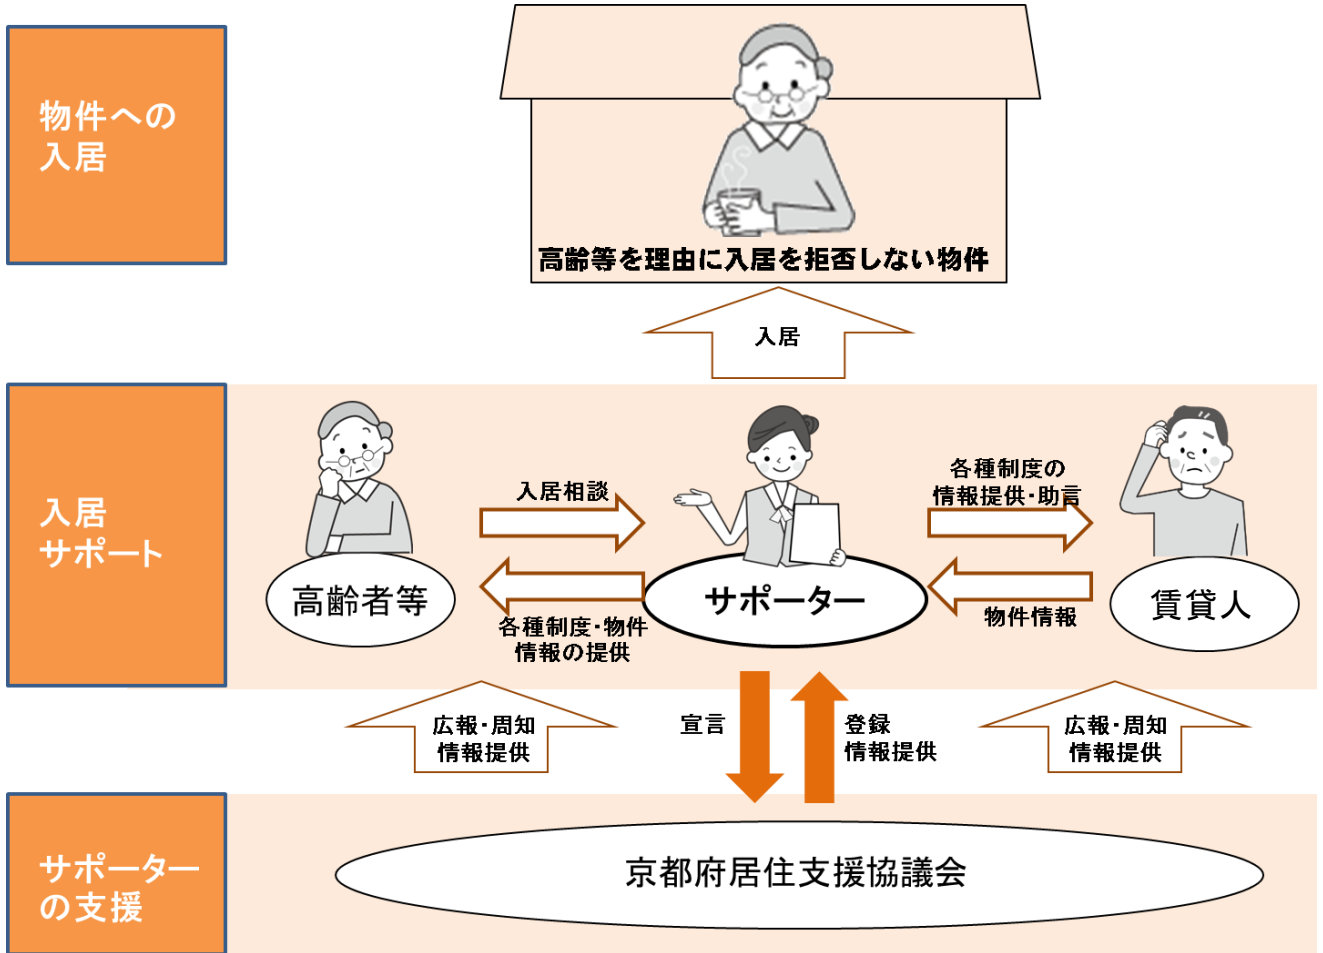 物件への
入居
高齢等を理由に入居を拒否しない物件
入居
入居
サポート
入居相談
各種制度・物件
情報の提供
高齢者等
サポーター
各種制度の
情報提供・助言
物件情報
賃貸人
広報・周知
情報提供
宣言
登録
情報提供
広報・周知
情報提供
サポーター
の支援
京都府居住支援協議会